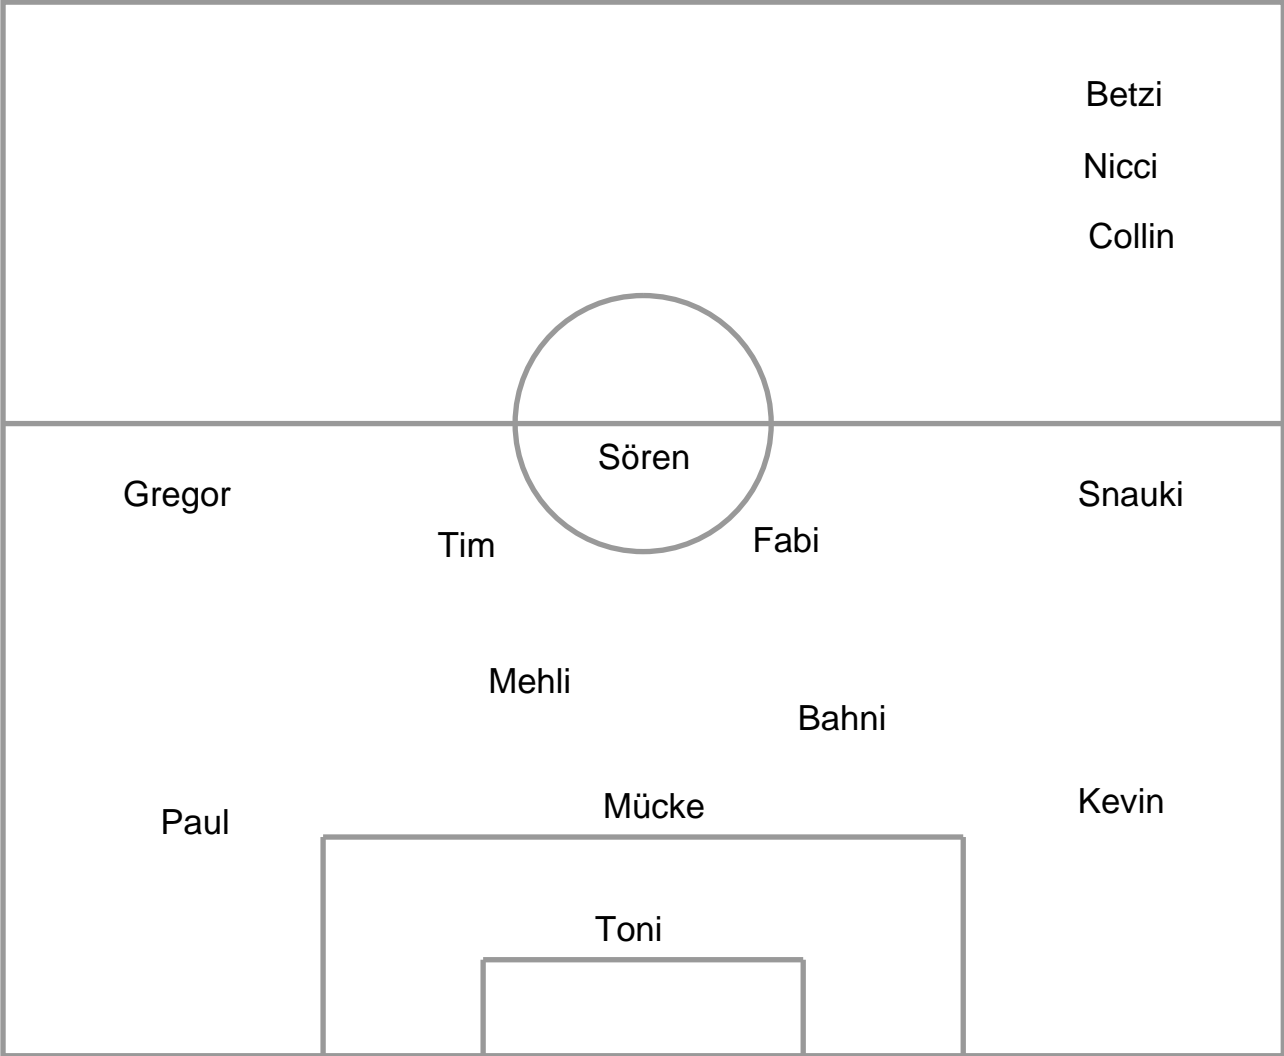 Betzi
Nicci
Collin
Sören
Gregor
Snauki
Tim
Fabi
Mehli
Bahni
Mücke
Kevin
Paul
Toni